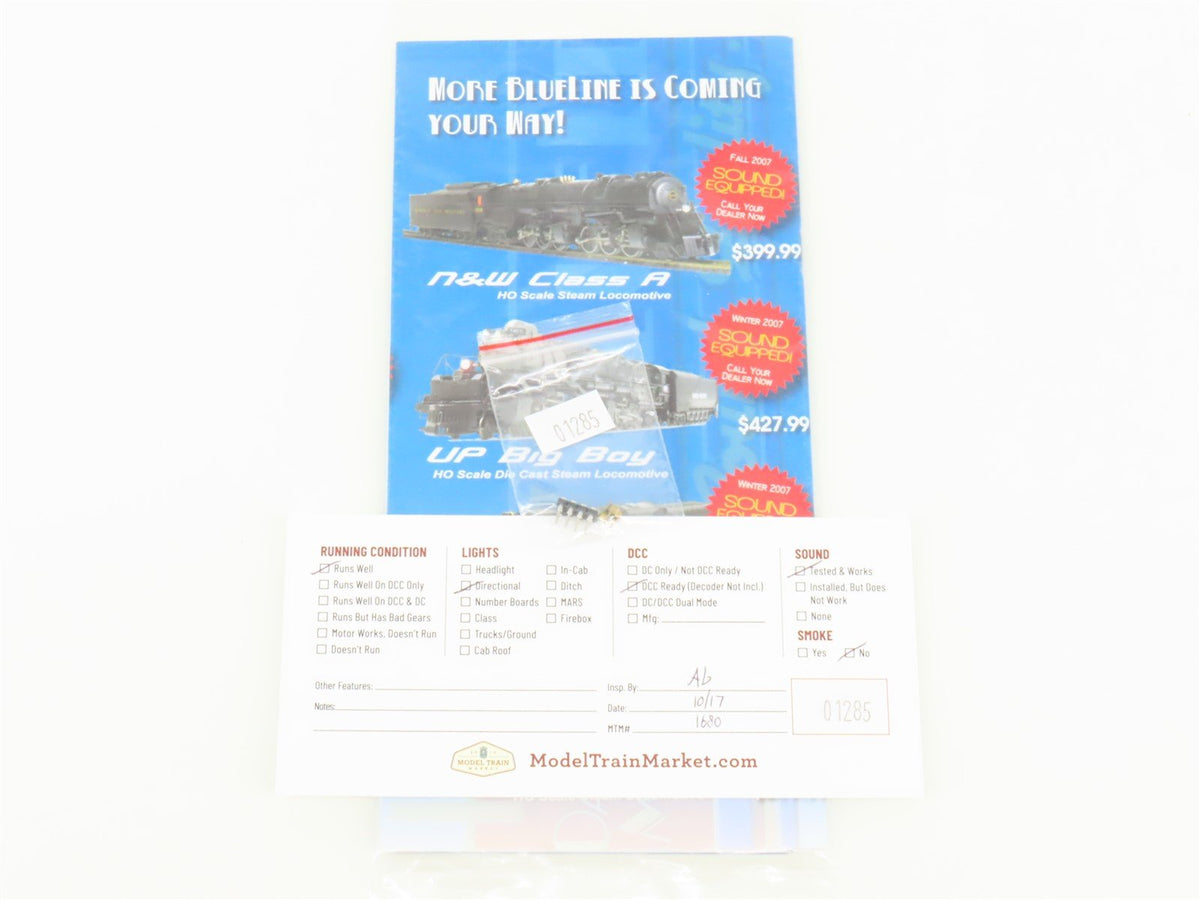 MORE BLUELINE IS COMING
YOUR WAY!
FALL 2007
SOUND
EQUIPPED!
CALL YOUR
DEALER NOW
$399.99
N&W Class A
HO Scale Steam Locomotive
WINTER 2007
SOUND
EQUIPPED!
CALL YOUR
DEALER NOW
$427.99
01285
UP Big Boy
HO Scale Die Cast Steam Locomotive
WINTER 2007
SOUND
EQUIPPED!
RUNNING CONDITION
Runs Well
Runs Well On DCC Only
Runs Well On DCC & DC
Runs But Has Bad Gears
Motor Works, Doesn't Run
Doesn't Run
LIGHTS
Headlight
Directional
Number Boards
Class
Trucks/Ground
Cab Roof
In-Cab
Ditch
MARS
Firebox
DCC
DC Only / Not DCC Ready
DCC Ready (Decoder Not Incl.)
DC/DCC Dual Mode
Mfg:
SOUND
Tested & Works
Installed, But Does
Not Work
None
SMOKE
Yes No
Other Features:
Notes:
Insp. By: Ab
Date: 10/17
MTM# 1680
01285
MODEL TRAIN
MARKET
ModelTrainMarket.com